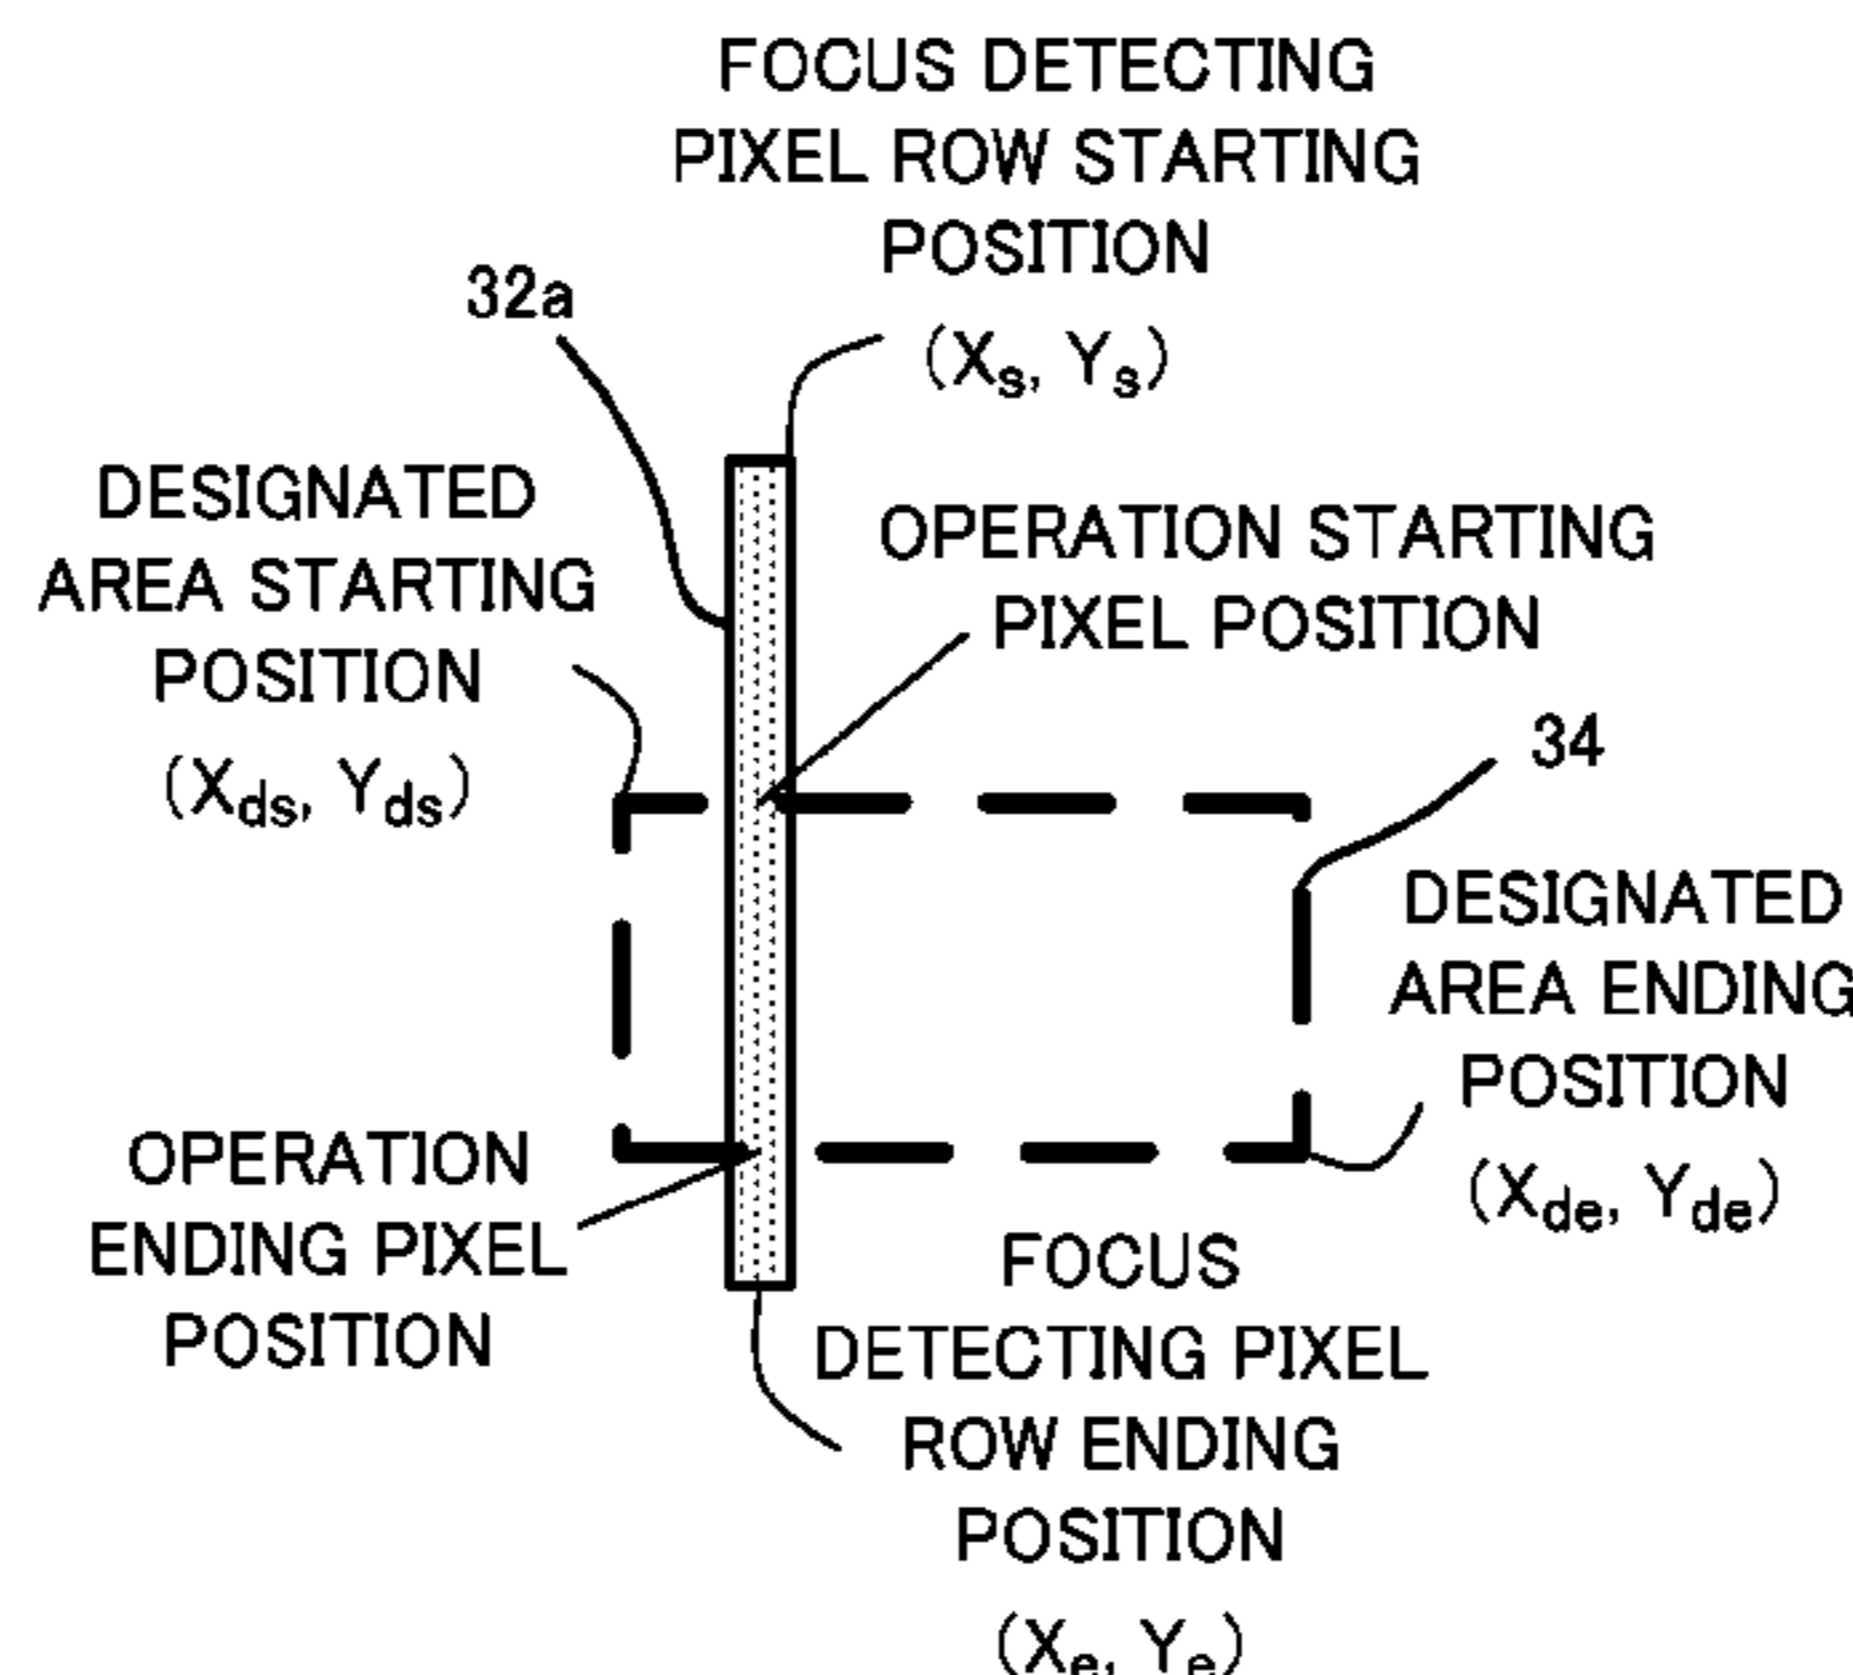 FOCUS DETECTING
PIXEL ROW STARTING
POSITION
(Xs, Ys)
32a
DESIGNATED
AREA STARTING
POSITION
(Xds, Yds)
OPERATION STARTING
PIXEL POSITION
34
DESIGNATED
AREA ENDING
POSITION
(Xde, Yde)
OPERATION
ENDING PIXEL
POSITION
FOCUS
DETECTING PIXEL
ROW ENDING
POSITION
(Xe, Ye)